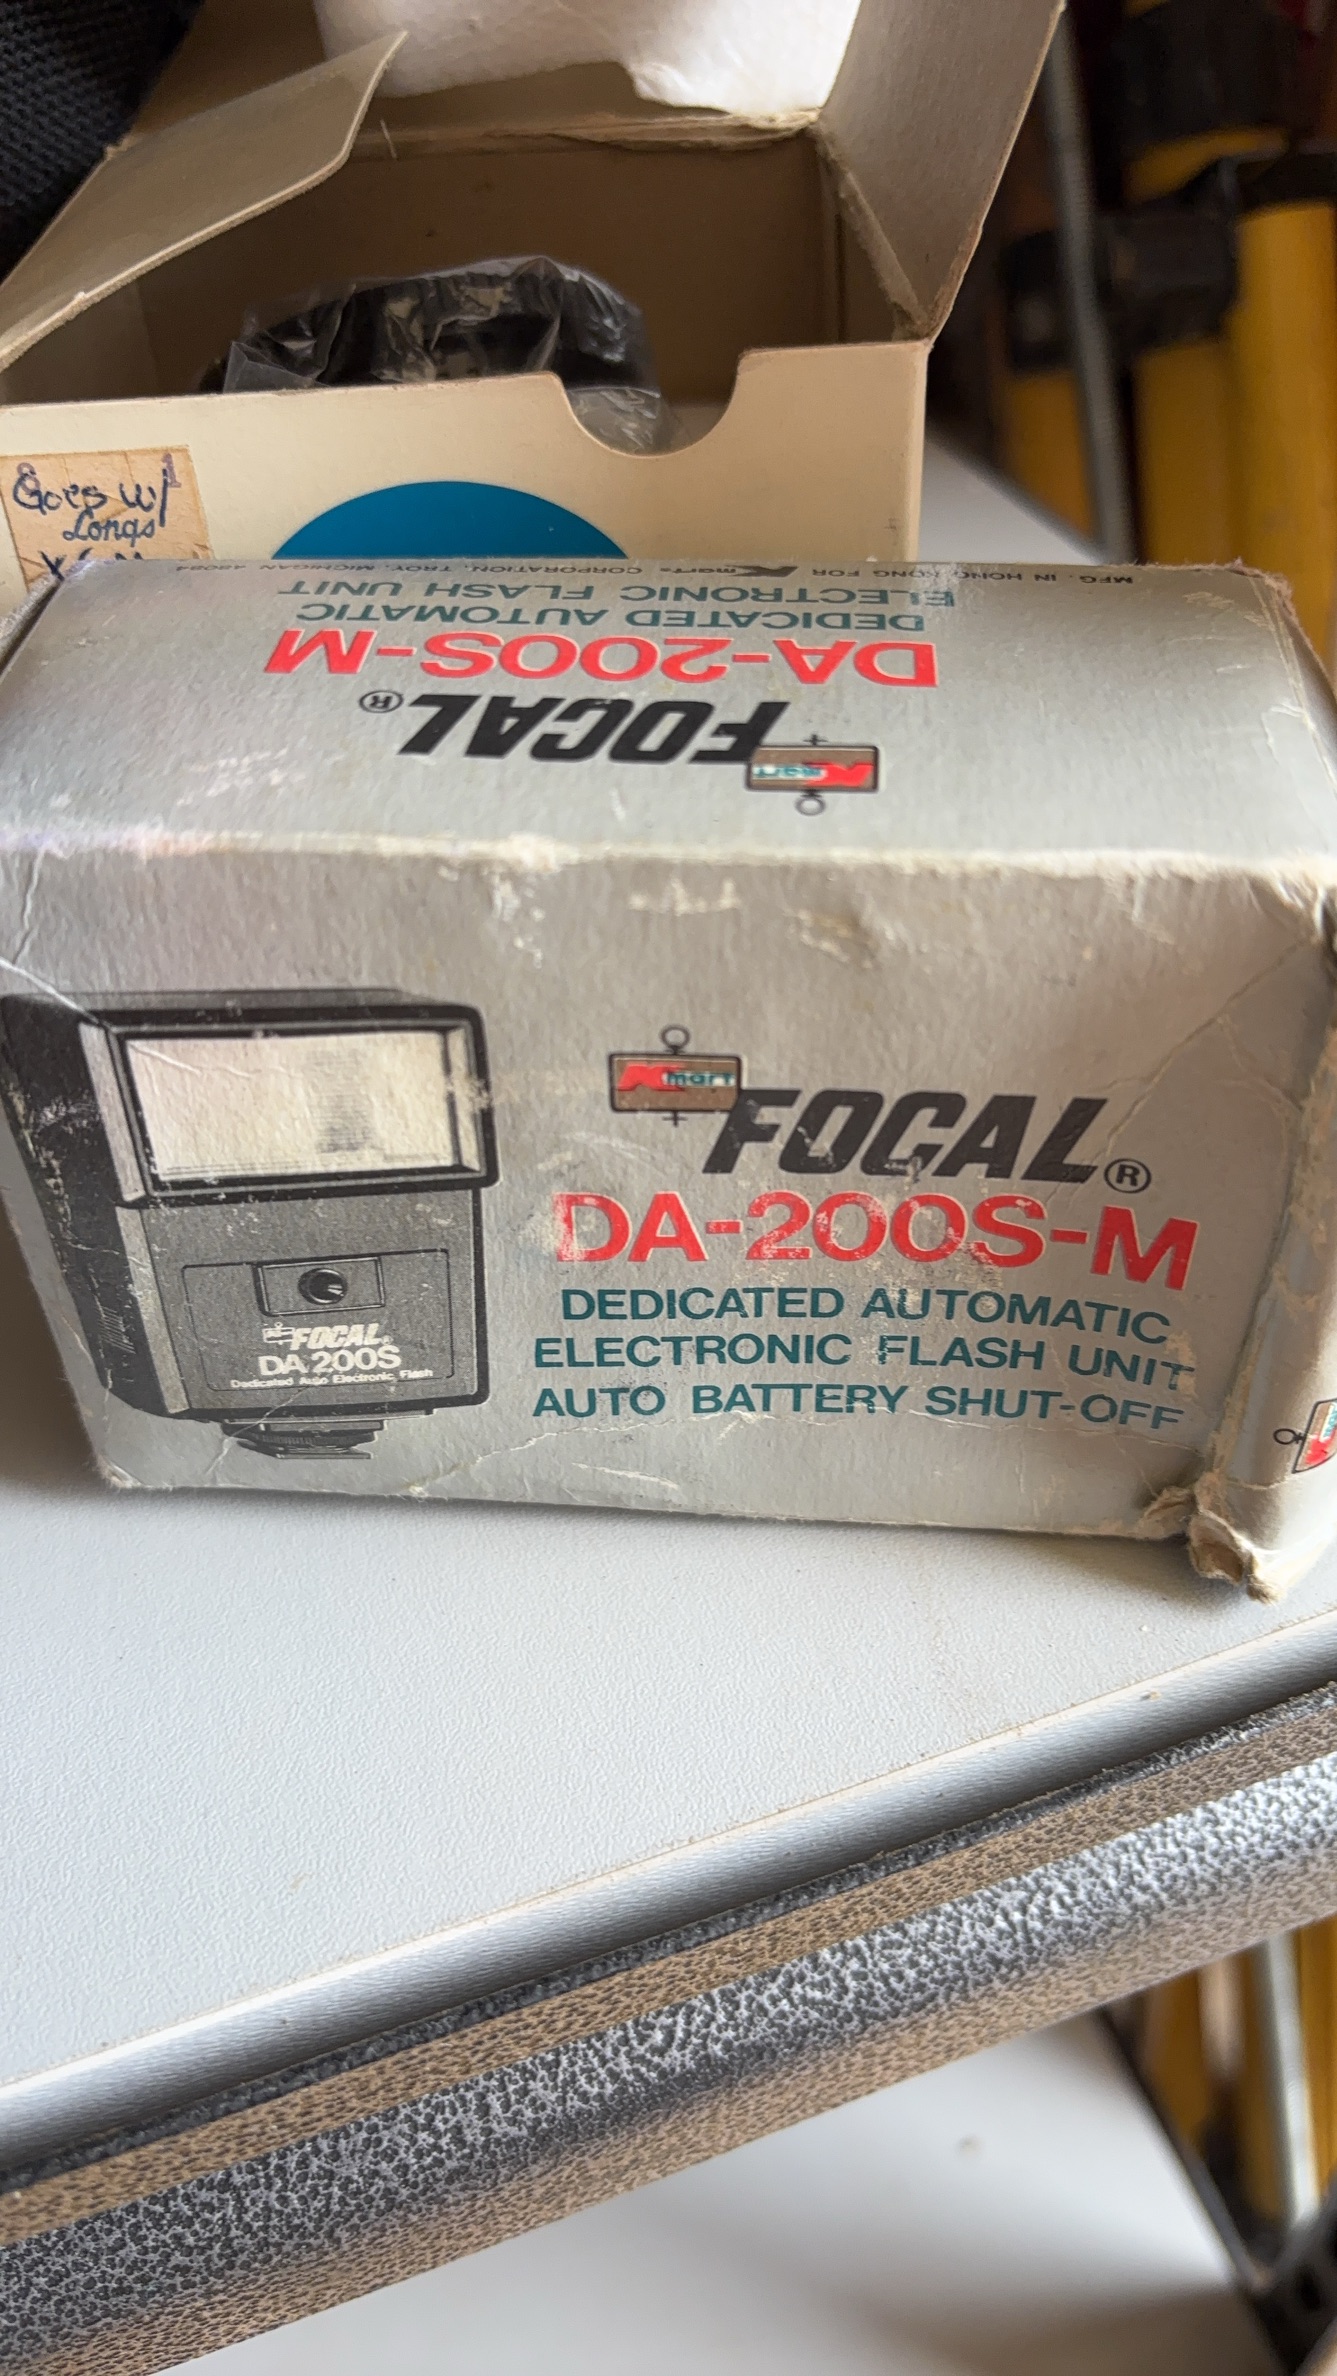 Goes w/
Longs
MFG. IN HONG KONG FOR Kmart® CORPORATION, TROY, MICHIGAN 48084
ELECTRONIC FLASH UNIT
DEDICATED AUTOMATIC
DA-200S-M
FOCAL®
Kmart
Kmart
FOCAL®
DA-200S-M
DEDICATED AUTOMATIC
ELECTRONIC FLASH UNIT
AUTO BATTERY SHUT-OFF
FOCAL®
DA 200S
Dedicated Auto Electronic Flash